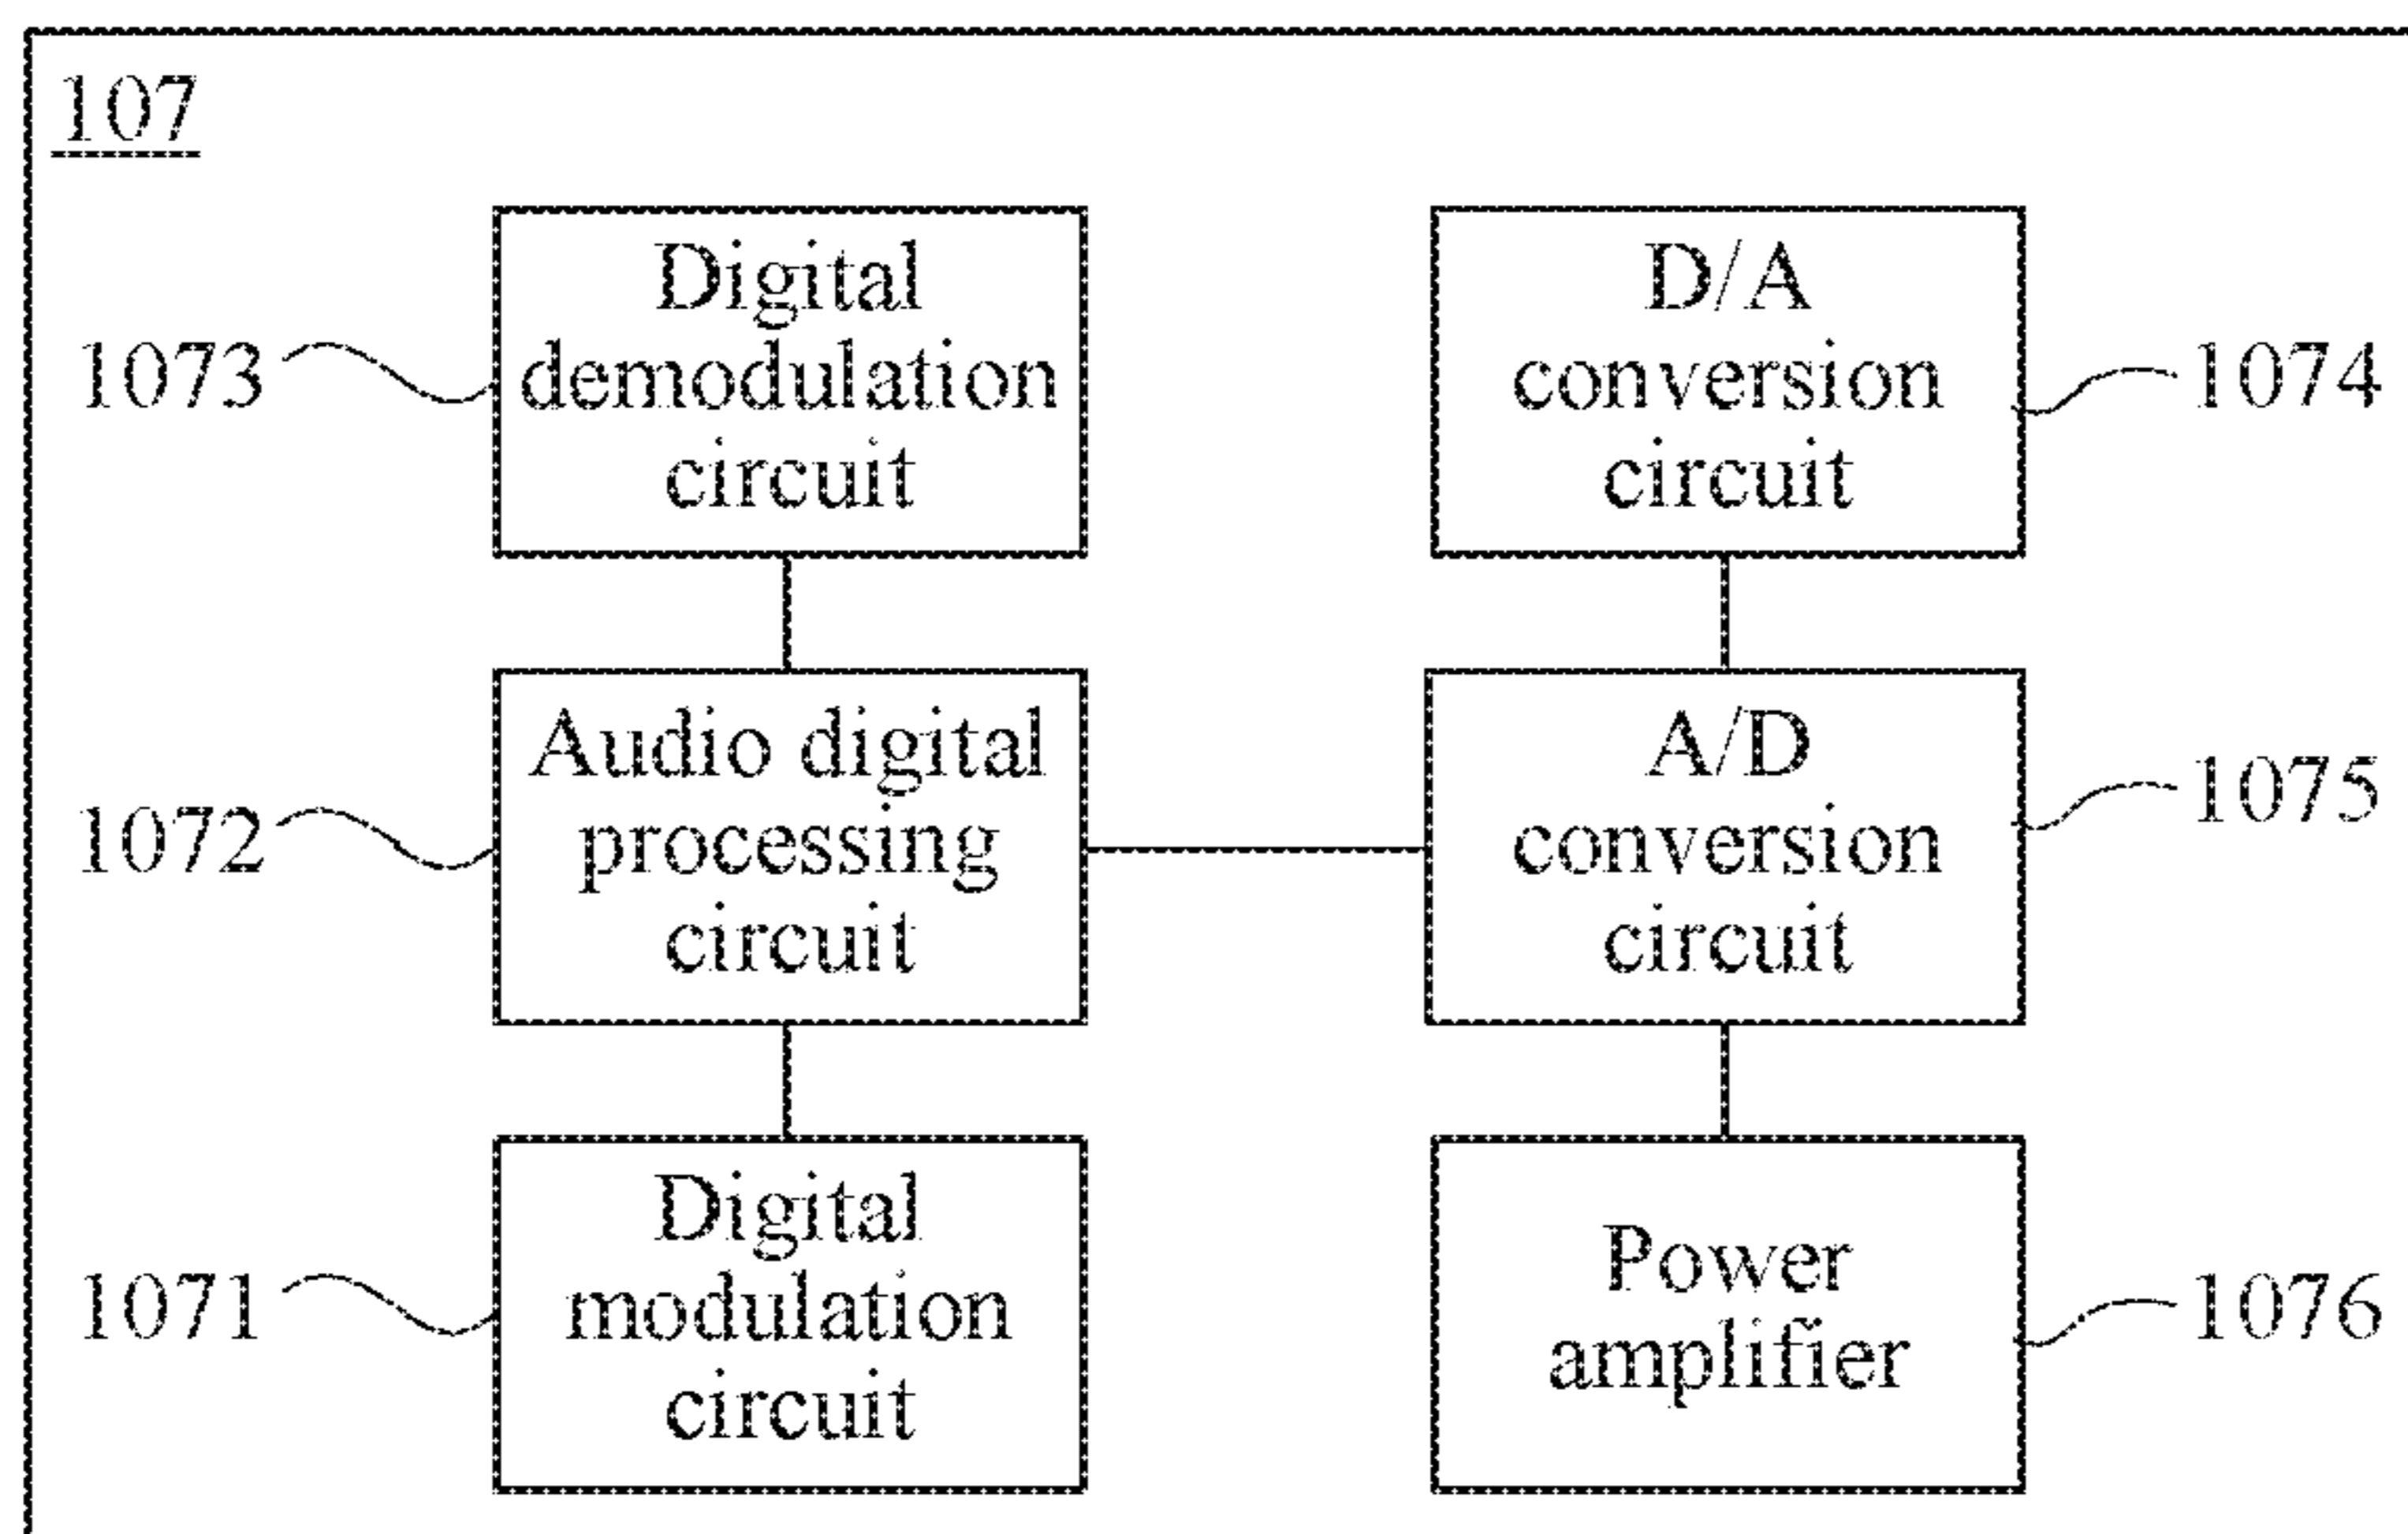 107
1073
Digital
demodulation
circuit
D/A
conversion
circuit
1074
1072
Audio digital
processing
circuit
A/D
conversion
circuit
1075
1071
Digital
modulation
circuit
Power
amplifier
1076